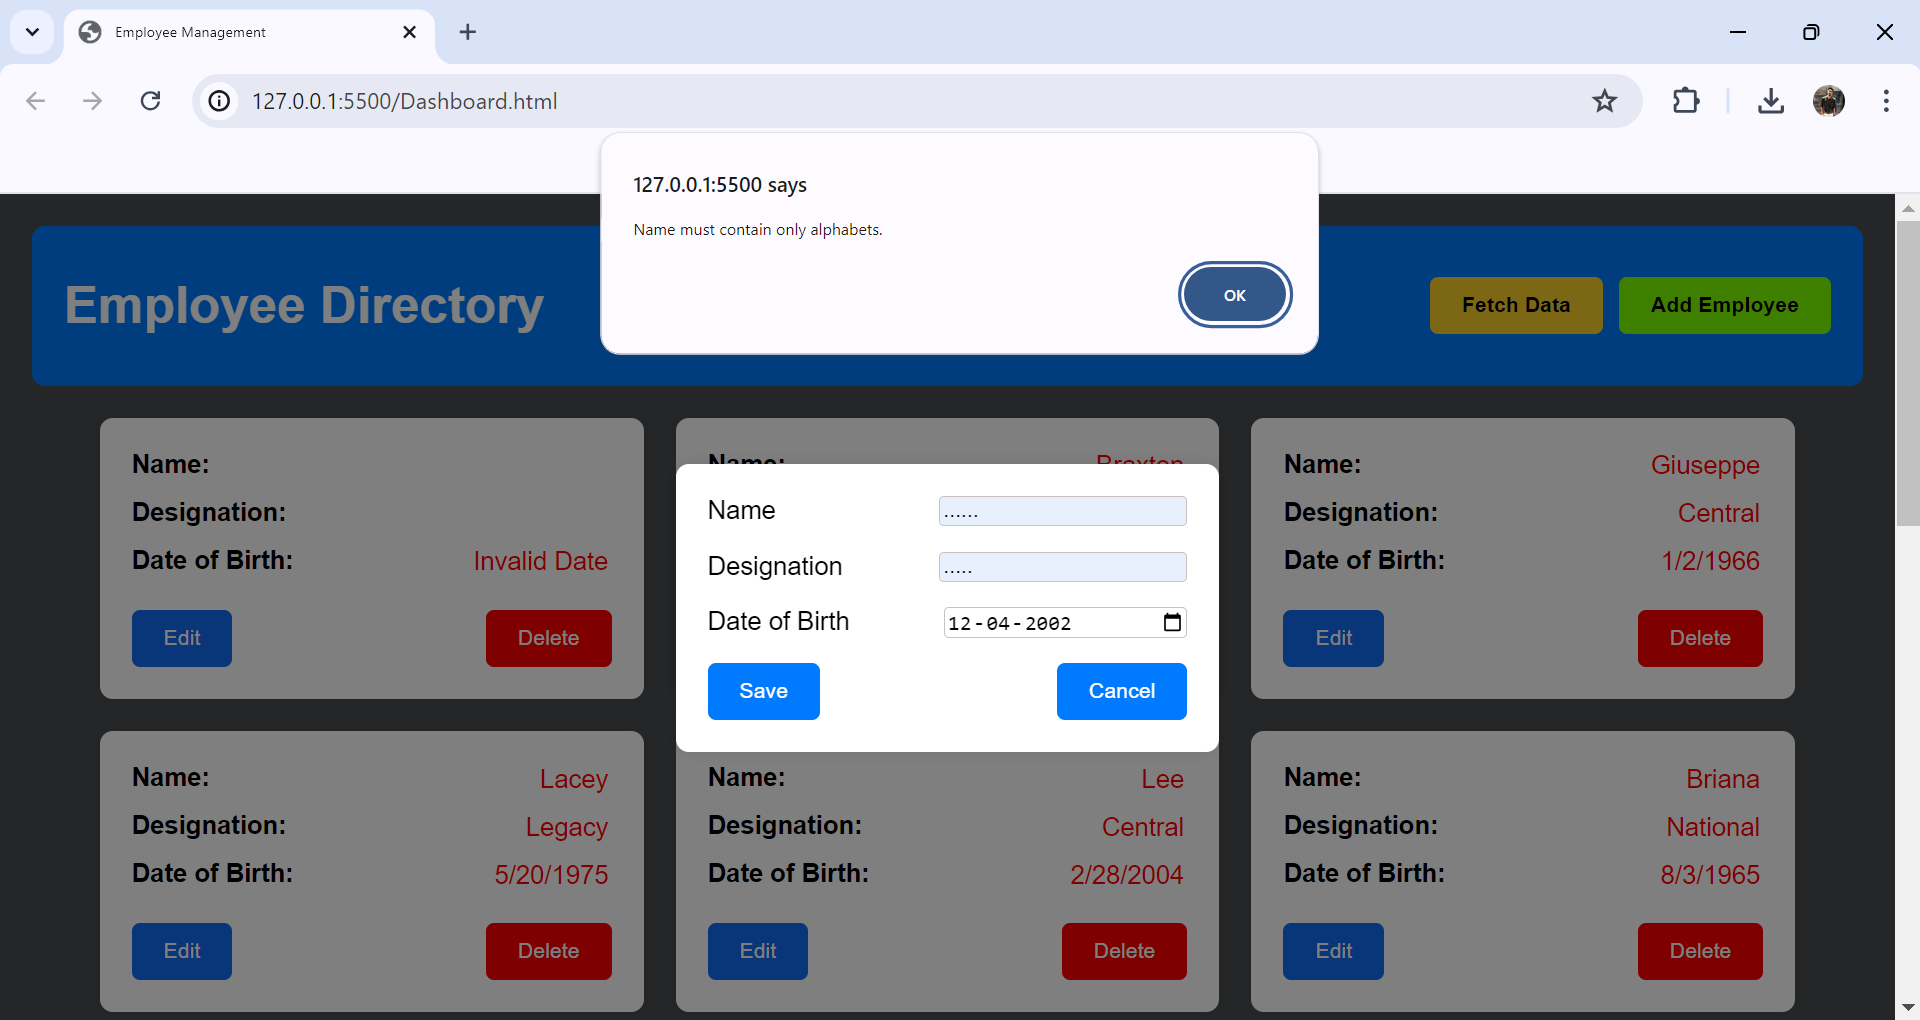 Employee Management
127.0.0.1:5500/Dashboard.html
127.0.0.1:5500 says
Name must contain only alphabets.
OK
Employee Directory
Fetch Data
Add Employee
Name:
Designation:
Date of Birth: Invalid Date
Edit Delete
Name: Braxton
Name: Giuseppe
Designation: Central
Date of Birth: 1/2/1966
Edit Delete
Name ......
Designation .....
Date of Birth 12-04-2002
Save Cancel
Name: Lacey
Designation: Legacy
Date of Birth: 5/20/1975
Edit Delete
Name: Lee
Designation: Central
Date of Birth: 2/28/2004
Edit Delete
Name: Briana
Designation: National
Date of Birth: 8/3/1965
Edit Delete